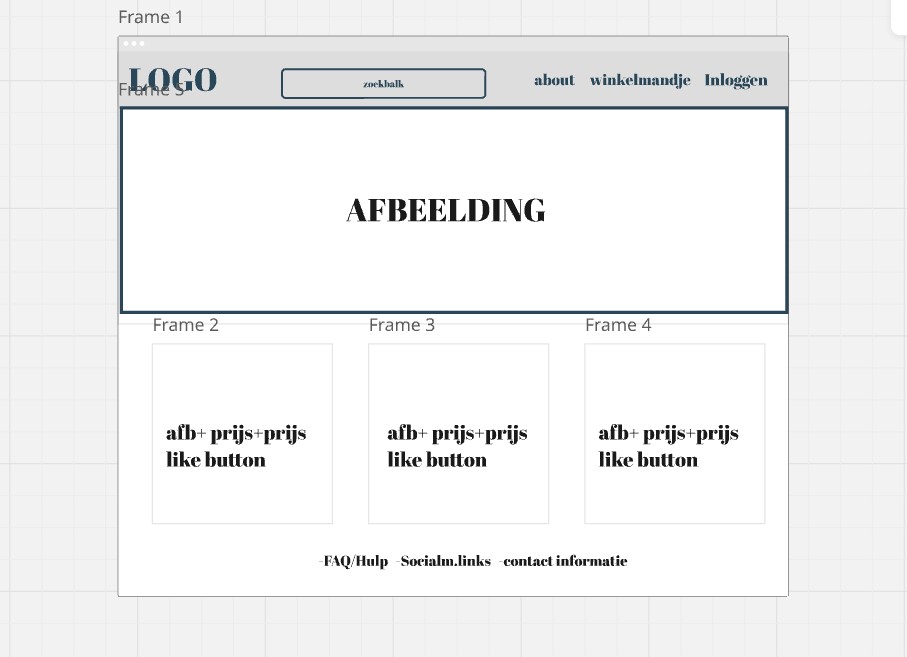 Frame 1
LOGO
Frame 5
zoekbalk
about winkelmandje Inloggen
AFBEELDING
Frame 2
Frame 3
Frame 4
afb+ prijs+prijs
like button
afb+ prijs+prijs
like button
afb+ prijs+prijs
like button
-FAQ/Hulp -Socialm.links -contact informatie